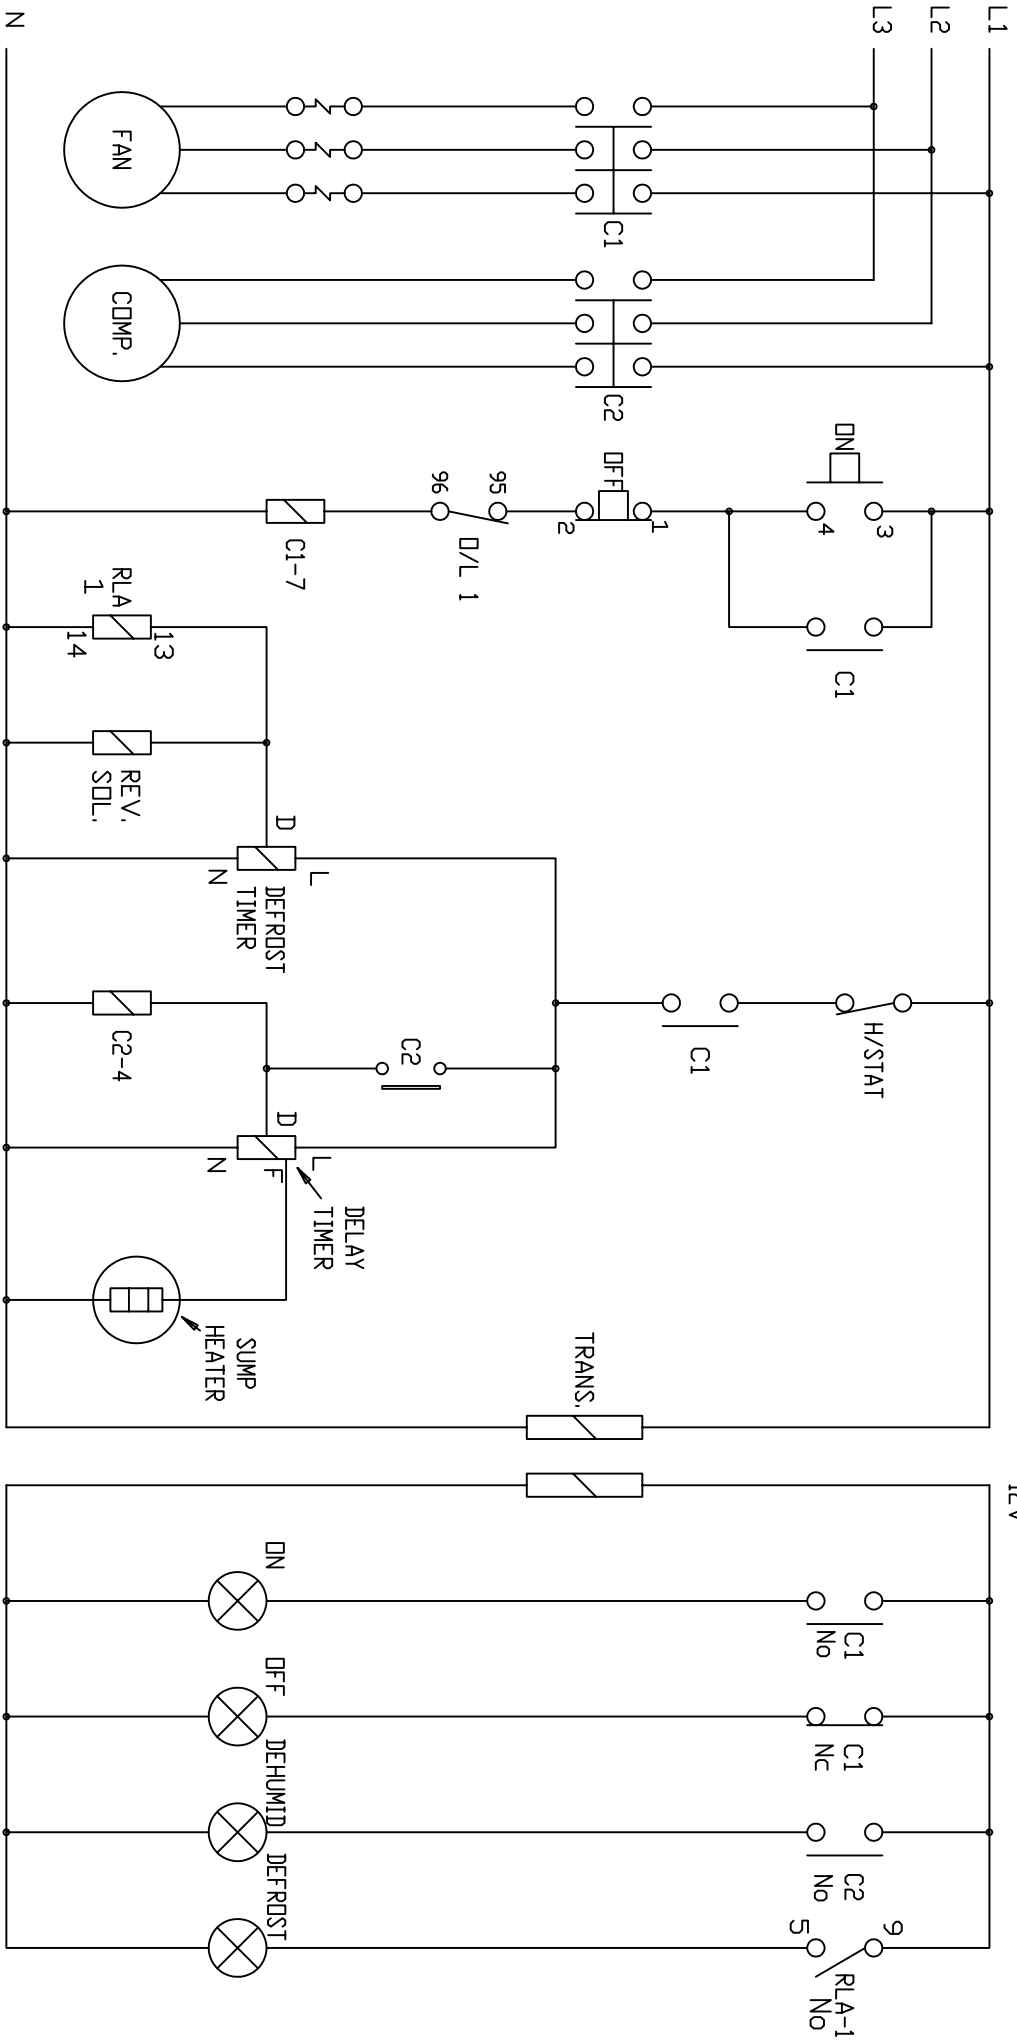 L1
L2
L3
N
FAN
C1
COMP.
C2
ON
3
4
C1
OFF
1
2
95
96
O/L 1
C1-7
RLA
1
13
14
REV.
SOL.
D
L
N
DEFROST
TIMER
H/STAT
C1
C2
C2-4
D
L
F
N
DELAY
TIMER
SUMP
HEATER
TRANS.
ON
C1
No
OFF
C1
Nc
DEHUMID
C2
No
DEFROST
9
5
RLA-1
No